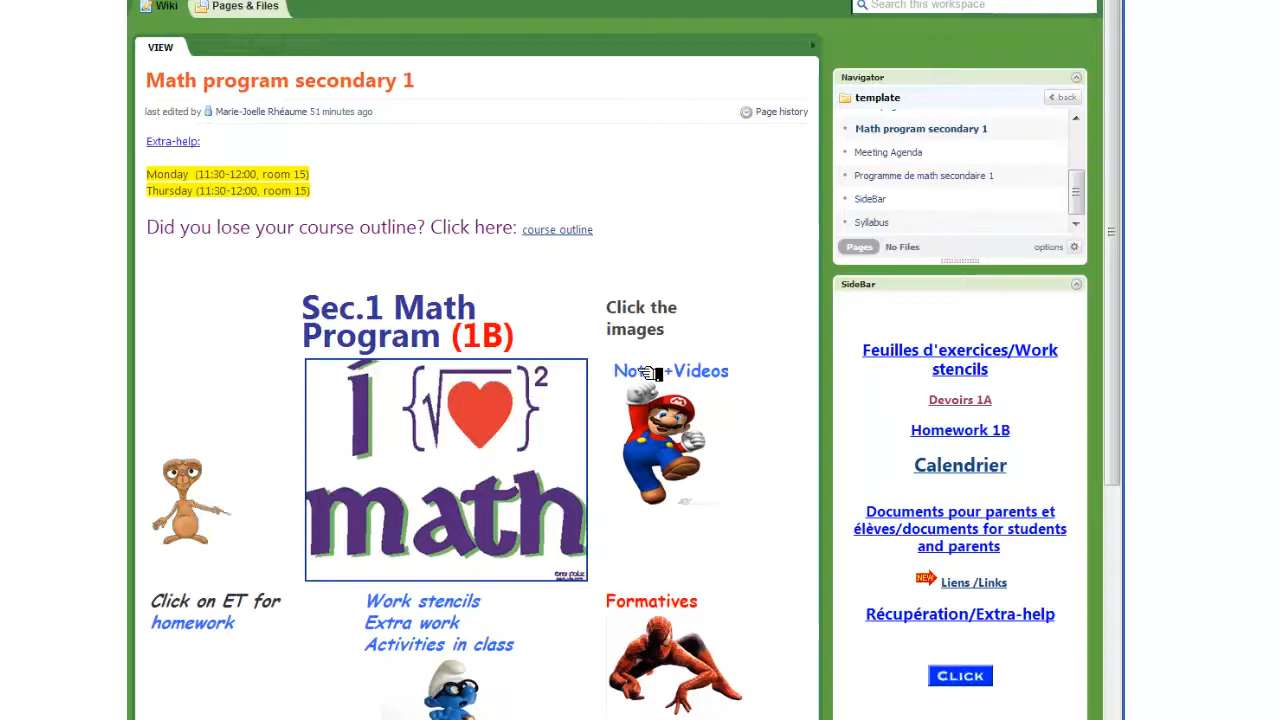 Wiki
Pages & Files
Search this workspace
VIEW
Math program secondary 1
last edited by Marie-Joelle Rhéaume 51 minutes ago
Page history
Extra-help:
Monday (11:30-12:00, room 15)
Thursday (11:30-12:00, room 15)
Did you lose your course outline? Click here: course outline
Sec.1 Math
Program (1B)
Click the
images
+Videos
I {√ }2
math
M
Click on ET for
homework
Work stencils
Extra work
Activities in class
Formatives
Navigator
template
back
Math program secondary 1
Meeting Agenda
Programme de math secondaire 1
SideBar
Syllabus
Pages
No Files
options
SideBar
Feuilles d'exercices/Work
stencils
Devoirs 1A
Homework 1B
Calendrier
Documents pour parents et
élèves/documents for students
and parents
NEW
Liens /Links
Récupération/Extra-help
CLICK